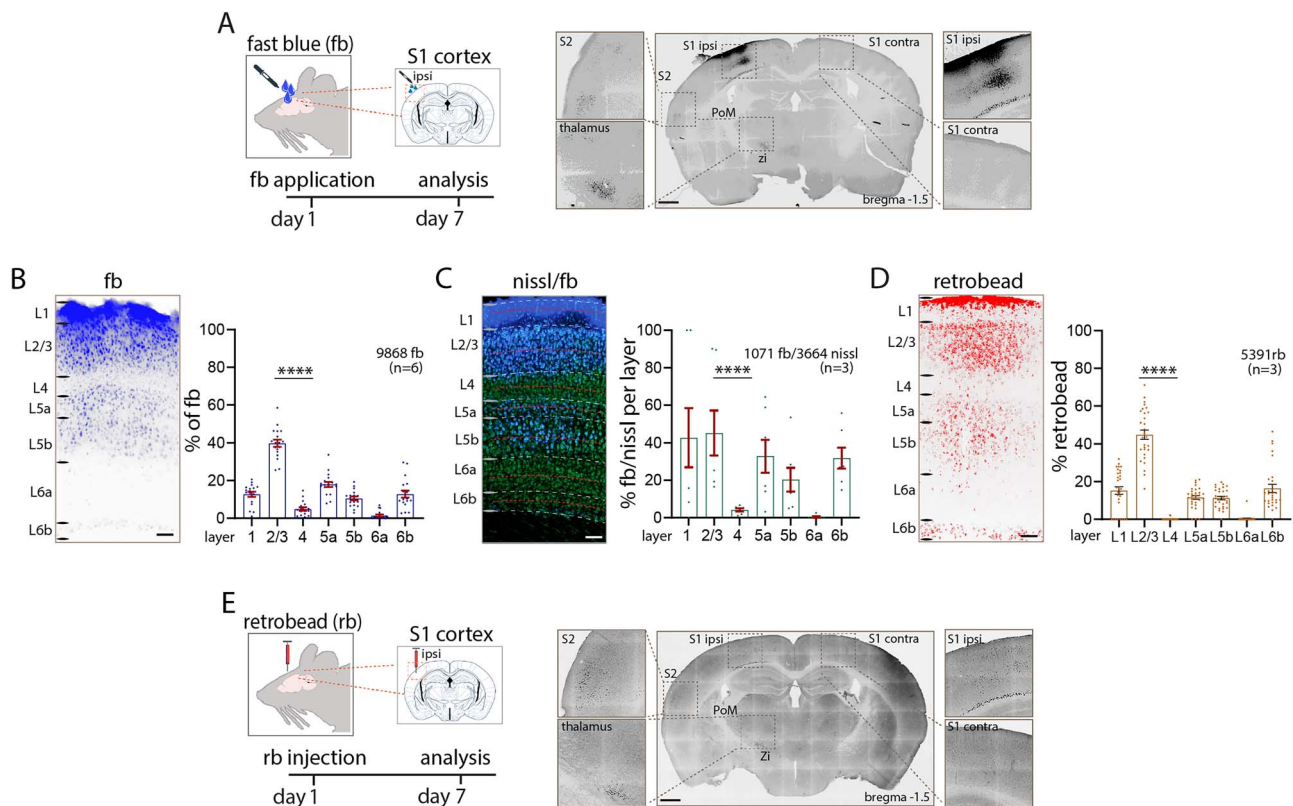 A
fast blue (fb)
S1 cortex
ipsi
fb application
analysis
day 1
day 7
S2
thalamus
S1 ipsi
S1 contra
S2
PoM
zi
bregma -1.5
S1 ipsi
S1 contra
B
fb
L1
L2/3
L4
L5a
L5b
L6a
L6b
% of fb
100
80
60
40
20
0
****
9868 fb
(n=6)
layer 1 2/3 4 5a 5b 6a 6b
C
nissl/fb
L1
L2/3
L4
L5a
L5b
L6a
L6b
% fb/nissl per layer
100
80
60
40
20
0
****
1071 fb/3664 nissl
(n=3)
layer 1 2/3 4 5a 5b 6a 6b
D
retrobead
L1
L2/3
L4
L5a
L5b
L6a
L6b
% retrobead
100
80
60
40
20
0
****
5391rb
(n=3)
layer L1 L2/3 L4 L5a L5b L6a L6b
E
retrobead (rb)
S1 cortex
ipsi
rb injection
analysis
day 1
day 7
S2
thalamus
S1 ipsi
S1 contra
S2
PoM
Zi
bregma -1.5
S1 ipsi
S1 contra